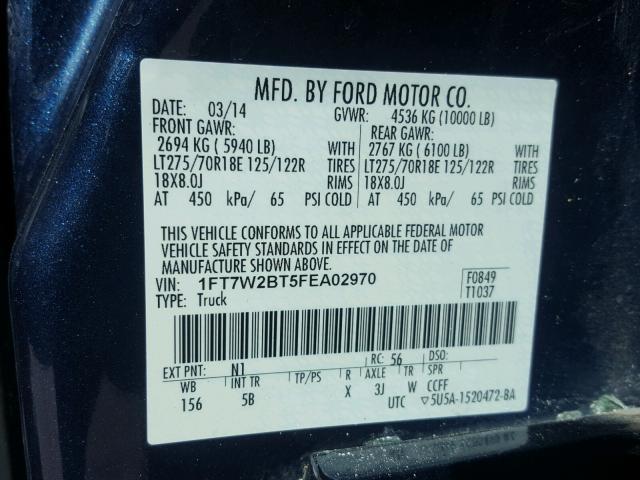 MFD. BY FORD MOTOR CO.
DATE: 03/14 GVWR: 4536 KG (10000 LB)
FRONT GAWR: REAR GAWR:
2694 KG ( 5940 LB) WITH 2767 KG ( 6100 LB) WITH
LT275/70R18E 125/122R TIRES LT275/70R18E 125/122R TIRES
18X8.0J RIMS 18X8.0J RIMS
AT 450 kPa/ 65 PSI COLD AT 450 kPa/ 65 PSI COLD
THIS VEHICLE CONFORMS TO ALL APPLICABLE FEDERAL MOTOR
VEHICLE SAFETY STANDARDS IN EFFECT ON THE DATE OF
MANUFACTURE SHOWN ABOVE.
VIN: 1FT7W2BT5FEA02970 F0849
TYPE: Truck T1037
EXT PNT: N1 RC: 56 DSO:
WB INT TR TP/PS R AXLE TR SPR
156 5B X 3J W CCFF
UTC ▽5U5A-1520472-BA